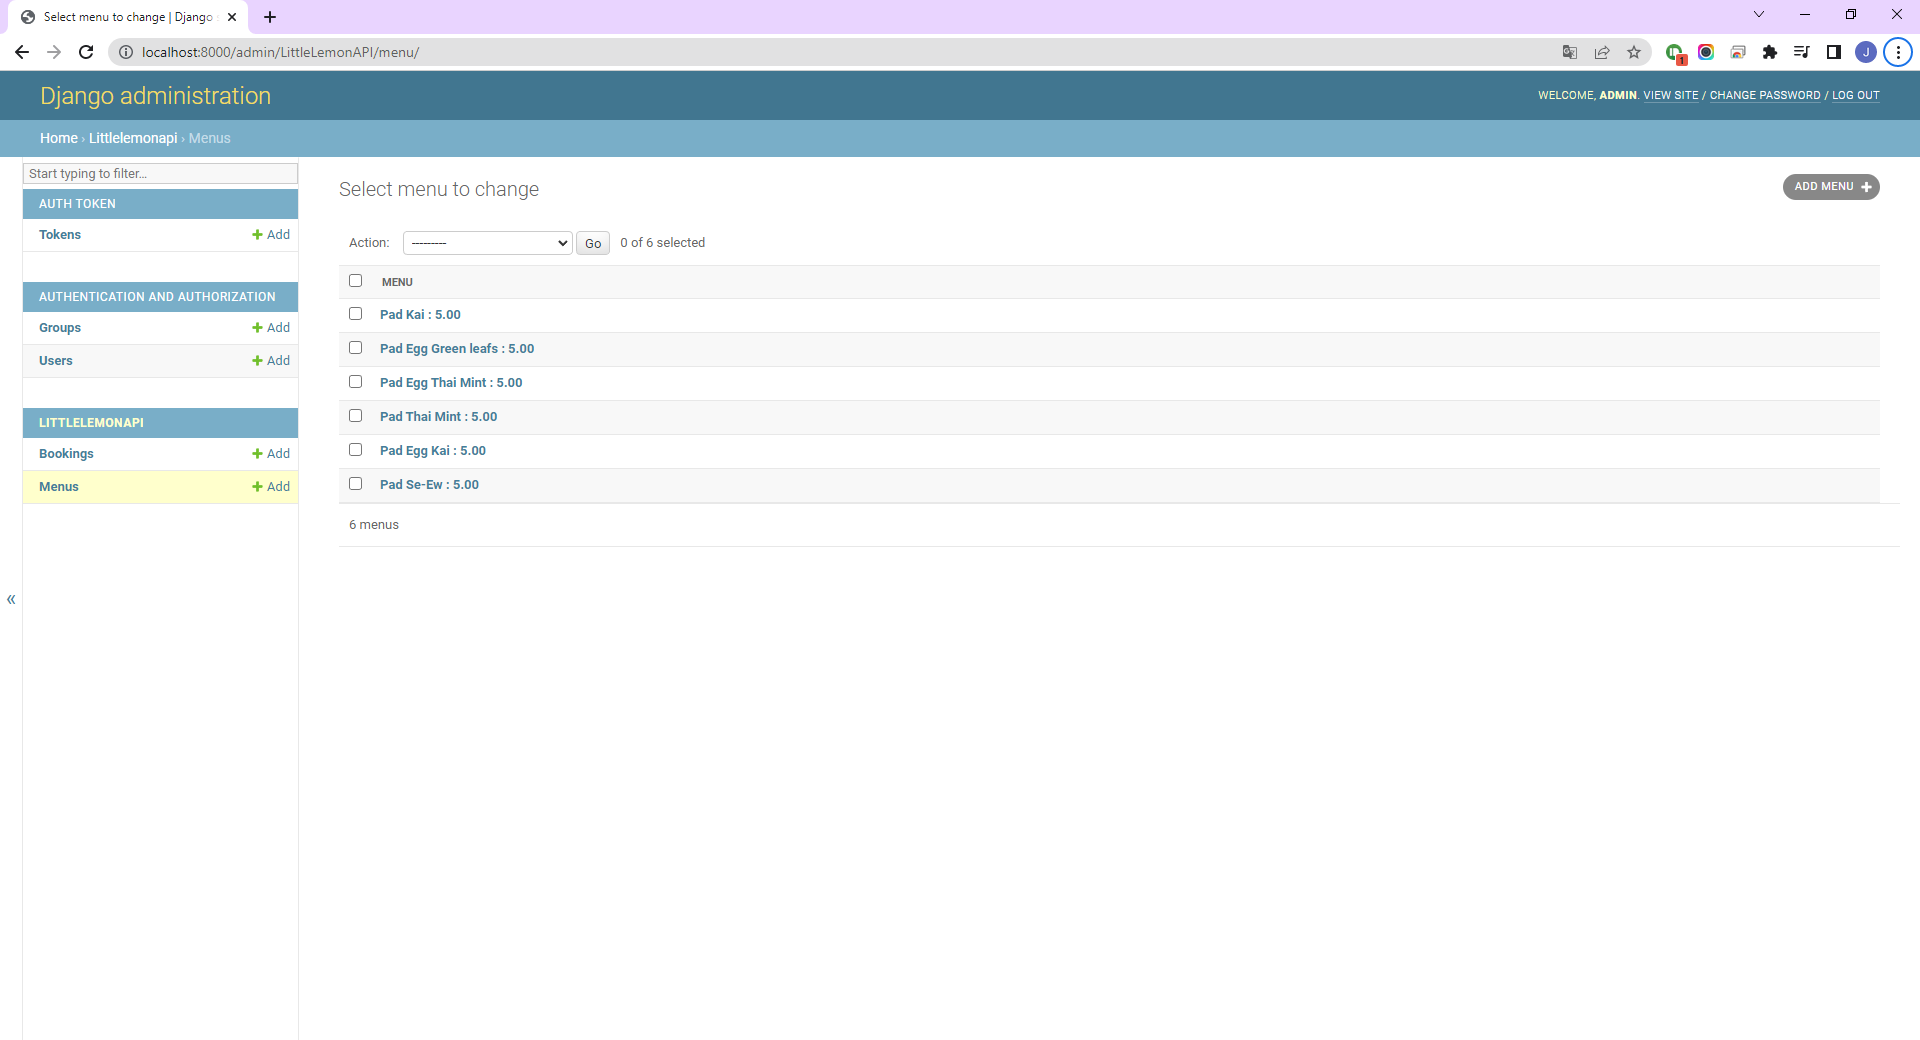 Select menu to change | Django
localhost:8000/admin/LittleLemonAPI/menu/
1
J
Django administration
WELCOME, ADMIN. VIEW SITE / CHANGE PASSWORD / LOG OUT
Home › Littlelemonapi › Menus
Start typing to filter...
AUTH TOKEN
Tokens + Add
AUTHENTICATION AND AUTHORIZATION
Groups + Add
Users + Add
LITTLELEMONAPI
Bookings + Add
Menus + Add
«
Select menu to change
ADD MENU +
Action: --------- Go 0 of 6 selected
MENU
Pad Kai : 5.00
Pad Egg Green leafs : 5.00
Pad Egg Thai Mint : 5.00
Pad Thai Mint : 5.00
Pad Egg Kai : 5.00
Pad Se-Ew : 5.00
6 menus